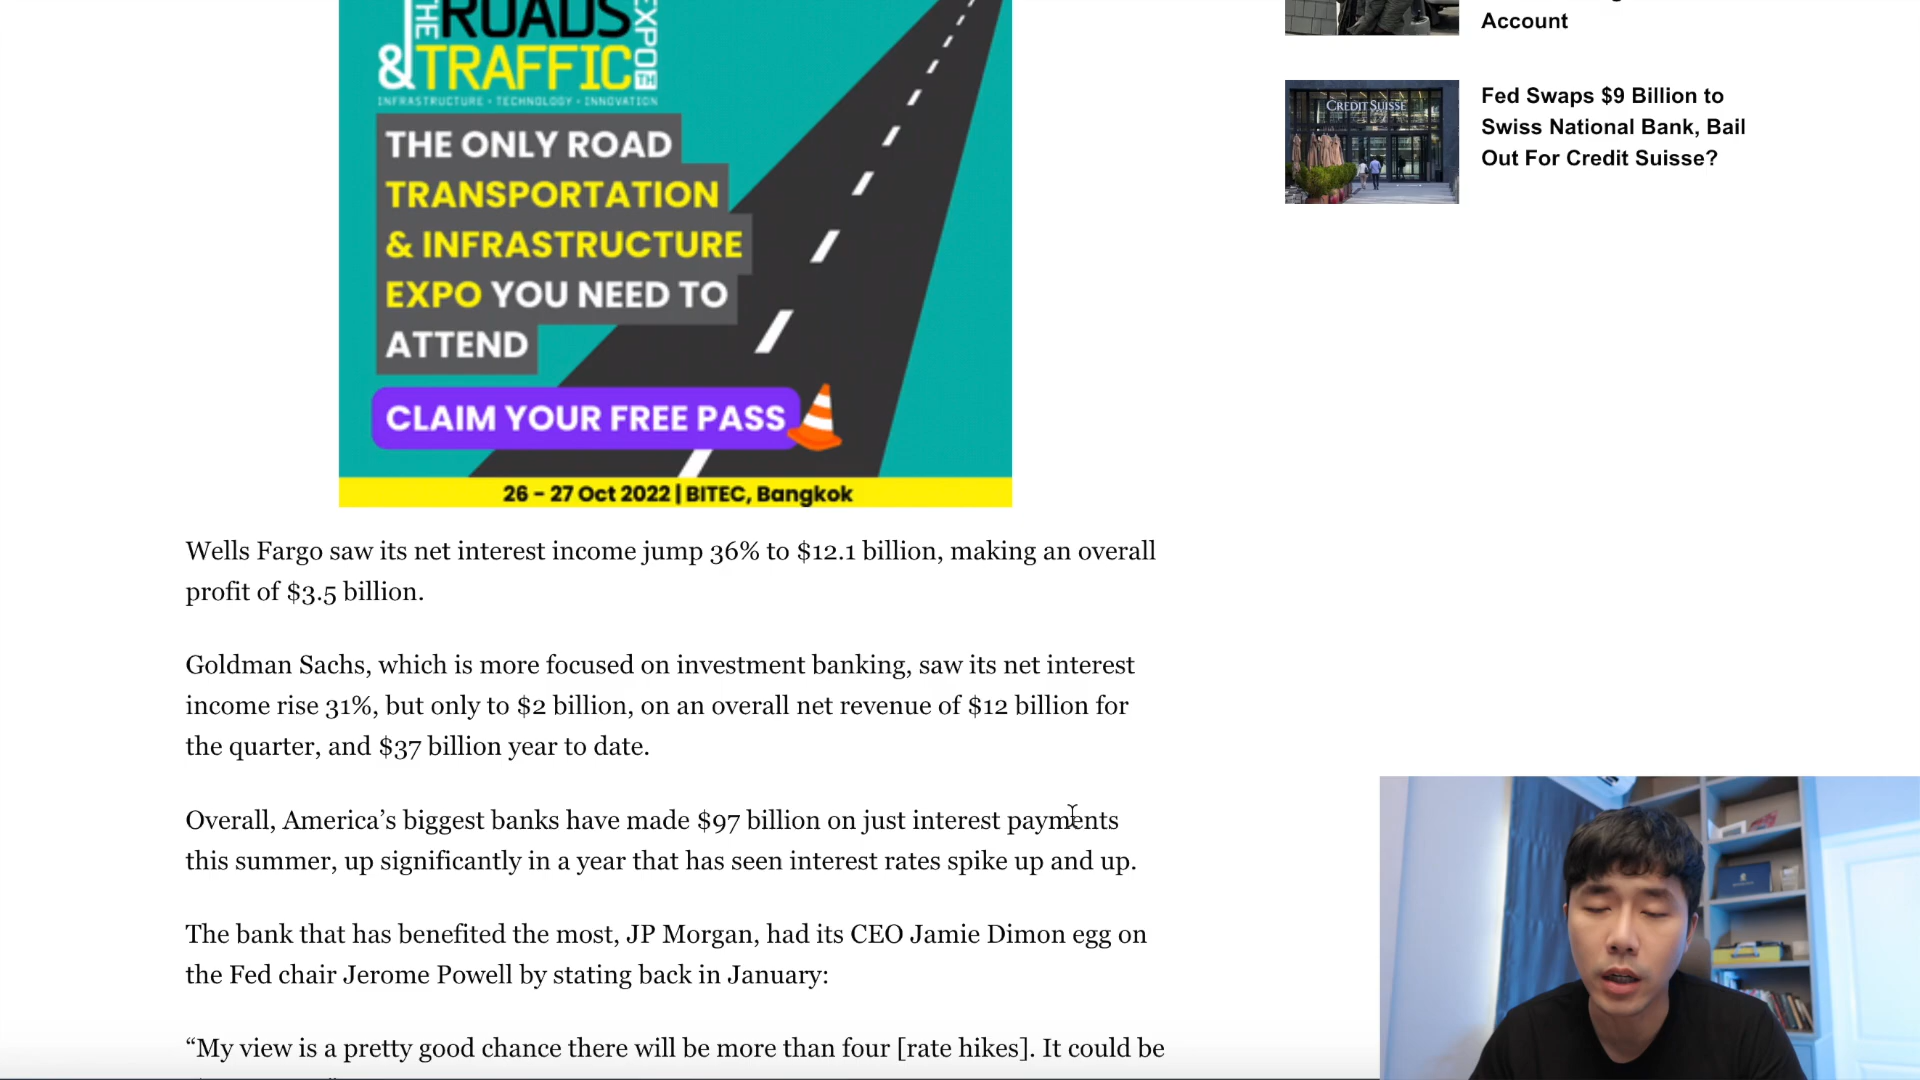 THE ROADS
& TRAFFIC EXPO TH
INFRASTRUCTURE • TECHNOLOGY • INNOVATION
THE ONLY ROAD
TRANSPORTATION
& INFRASTRUCTURE
EXPO YOU NEED TO
ATTEND
CLAIM YOUR FREE PASS
26 – 27 Oct 2022 | BITEC, Bangkok
Account
CREDIT SUISSE
Fed Swaps $9 Billion to
Swiss National Bank, Bail
Out For Credit Suisse?
Wells Fargo saw its net interest income jump 36% to $12.1 billion, making an overall
profit of $3.5 billion.
Goldman Sachs, which is more focused on investment banking, saw its net interest
income rise 31%, but only to $2 billion, on an overall net revenue of $12 billion for
the quarter, and $37 billion year to date.
Overall, America’s biggest banks have made $97 billion on just interest payments
this summer, up significantly in a year that has seen interest rates spike up and up.
The bank that has benefited the most, JP Morgan, had its CEO Jamie Dimon egg on
the Fed chair Jerome Powell by stating back in January:
“My view is a pretty good chance there will be more than four [rate hikes]. It could be